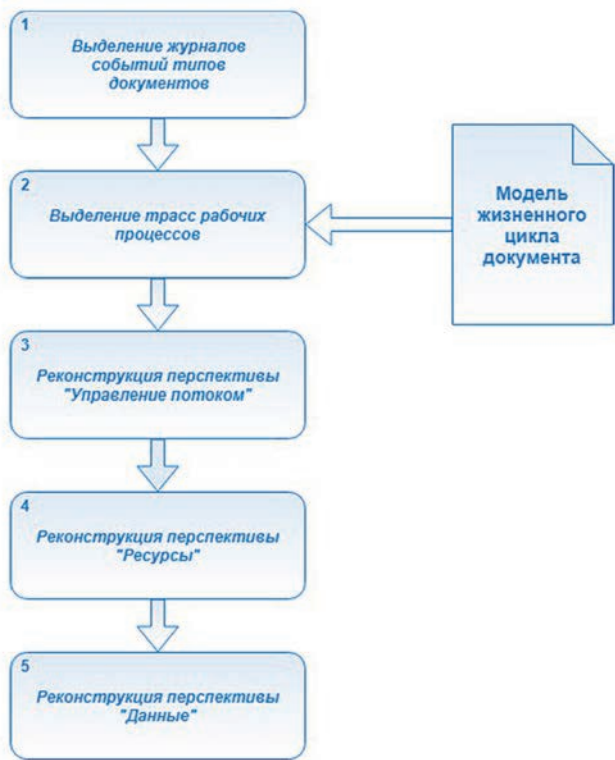 1
Выделение журналов
событий типов
документов
2
Выделение трасс рабочих
процессов
Модель
жизненного
цикла
документа
3
Реконструкция перспективы
"Управление потоком"
4
Реконструкция перспективы
"Ресурсы"
5
Реконструкция перспективы
"Данные"